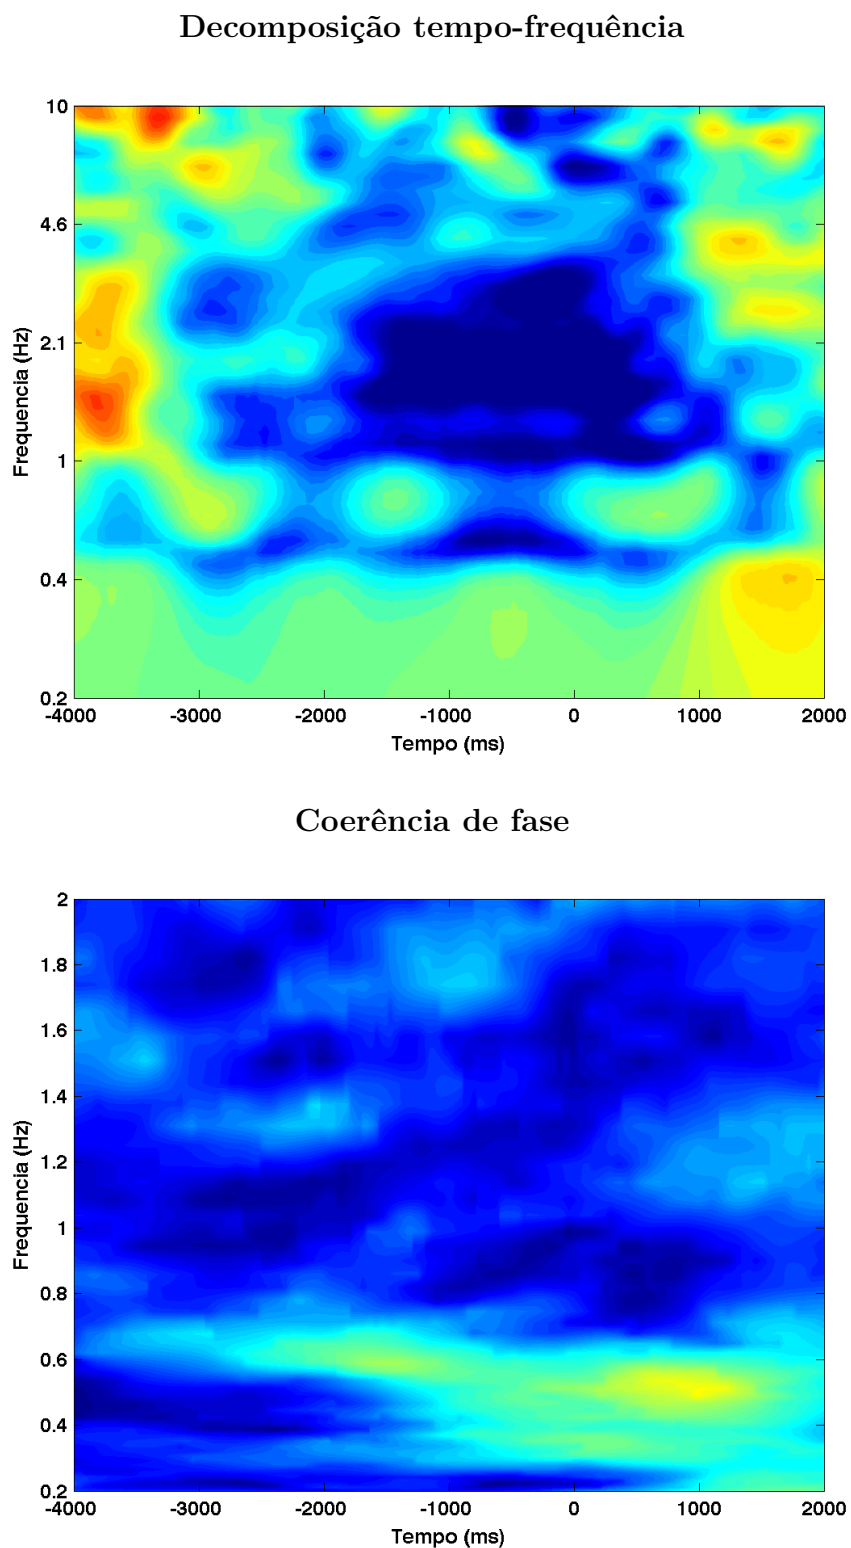 Decomposição tempo-frequência
10
4.6
2.1
1
0.4
0.2
Frequencia (Hz)
-4000 -3000 -2000 -1000 0 1000 2000
Tempo (ms)
Coerência de fase
2
1.8
1.6
1.4
1.2
1
0.8
0.6
0.4
0.2
Frequencia (Hz)
-4000 -3000 -2000 -1000 0 1000 2000
Tempo (ms)